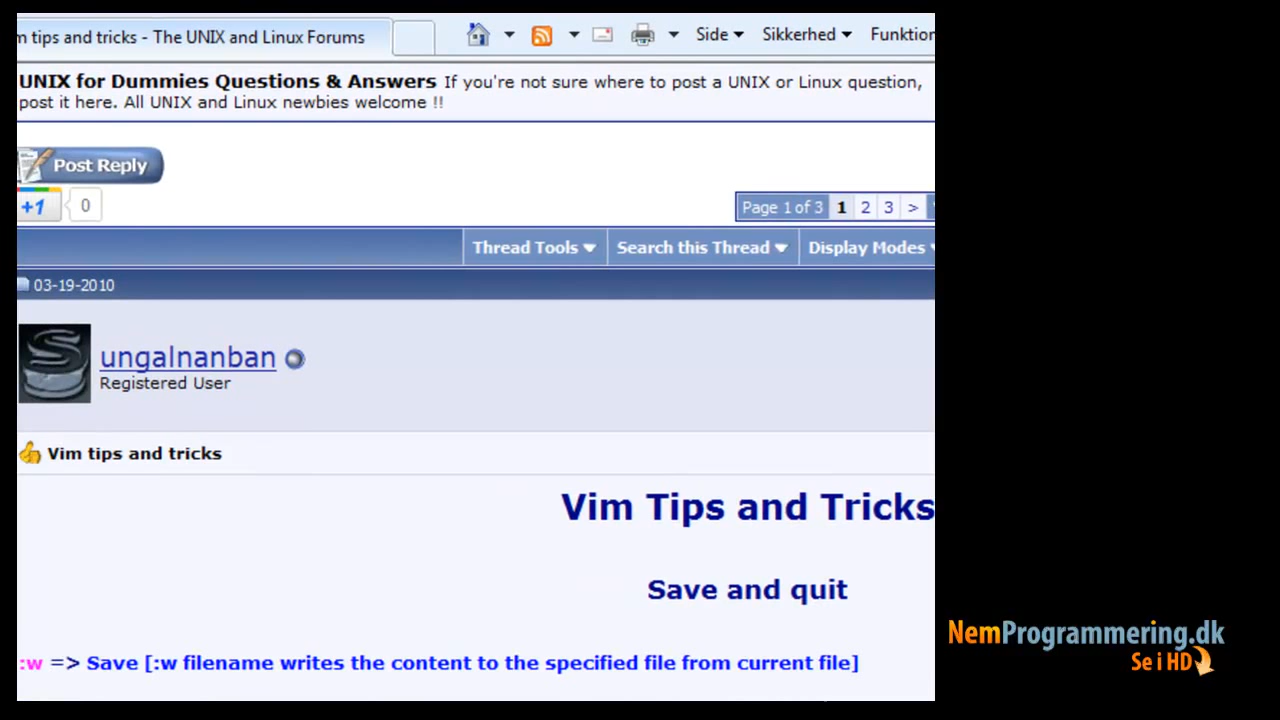 m tips and tricks - The UNIX and Linux Forums
Side Sikkerhed Funktion
UNIX for Dummies Questions & Answers If you're not sure where to post a UNIX or Linux question,
post it here. All UNIX and Linux newbies welcome !!
Post Reply
+1 0
Page 1 of 3 1 2 3 >
Thread Tools Search this Thread Display Modes
03-19-2010
ungalnanban
Registered User
Vim tips and tricks
Vim Tips and Tricks
Save and quit
:w => Save [:w filename writes the content to the specified file from current file]
NemProgrammering.dk
Se i HD